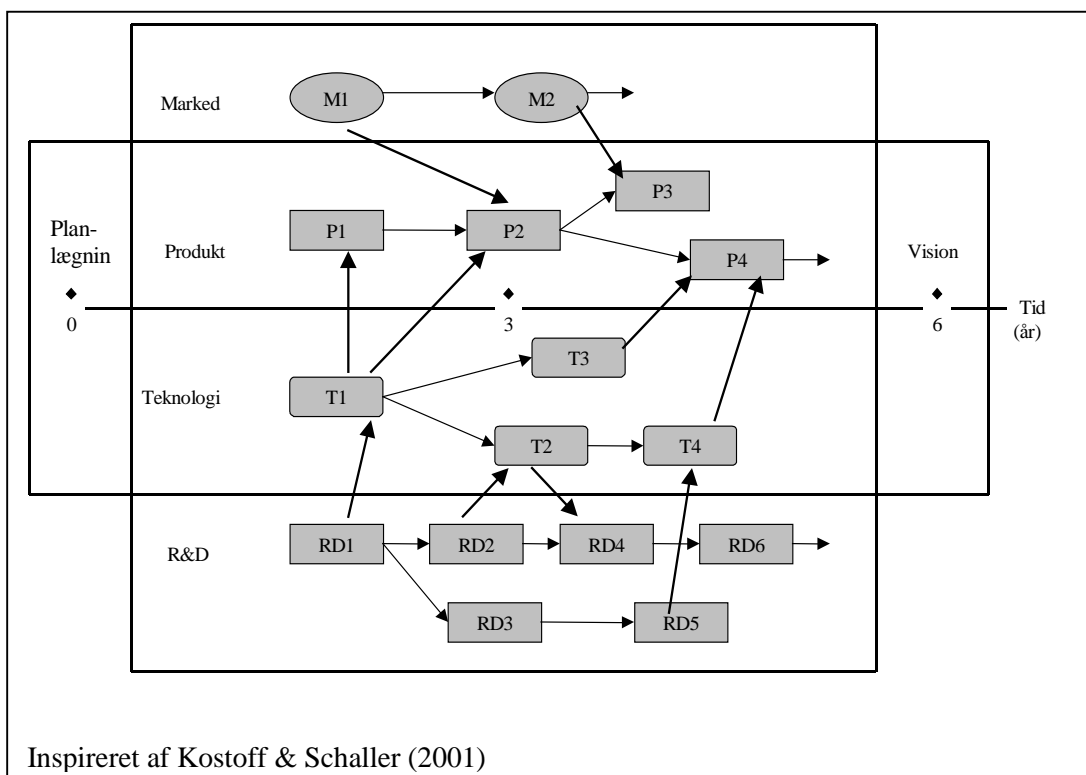 Marked
M1
M2
P3
Plan-
lægnin
Produkt
P1
P2
P4
Vision
0
3
6
Tid
(år)
T3
Teknologi
T1
T2
T4
R&D
RD1
RD2
RD4
RD6
RD3
RD5
Inspireret af Kostoff & Schaller (2001)